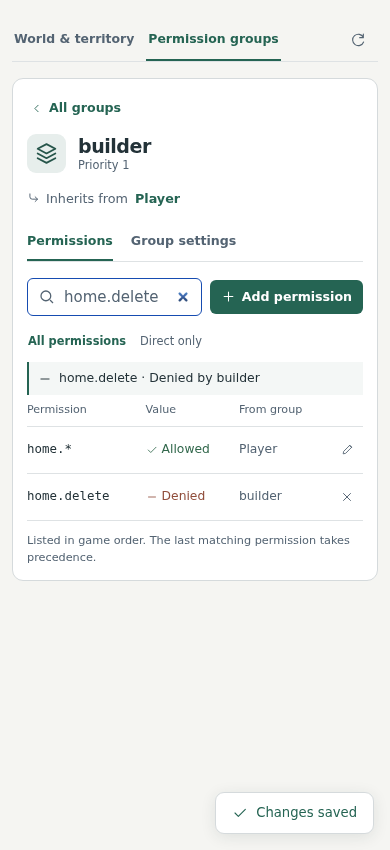 World & territory Permission groups
All groups
builder
Priority 1
Inherits from Player
Permissions Group settings
home.delete Add permission
All permissions Direct only
home.delete · Denied by builder
Permission Value From group
home.* Allowed Player
home.delete Denied builder
Listed in game order. The last matching permission takes
precedence.
Changes saved